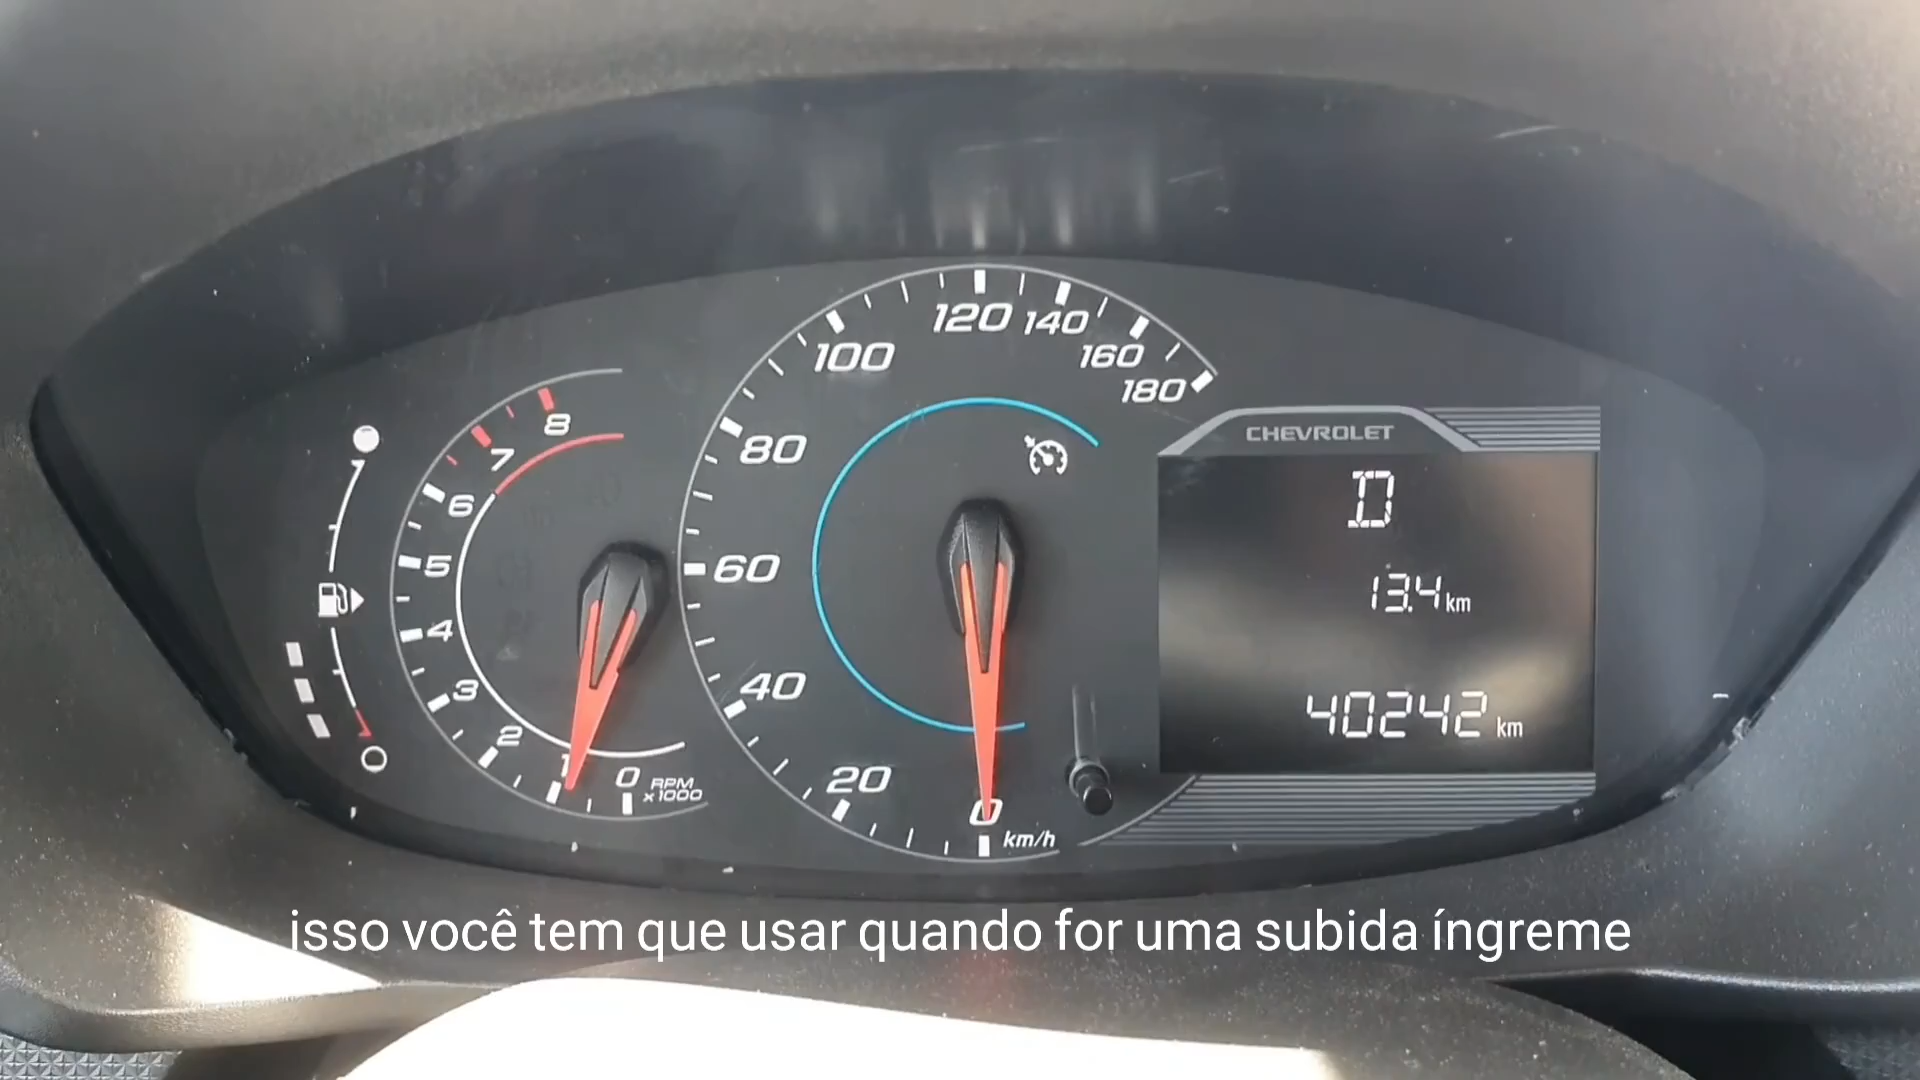 8
7
6
5
4
3
2
1
0
RPM
x1000
120
140
100
160
180
80
60
40
20
0
km/h
CHEVROLET
D
13.4 km
40242 km
isso você tem que usar quando for uma subida íngreme